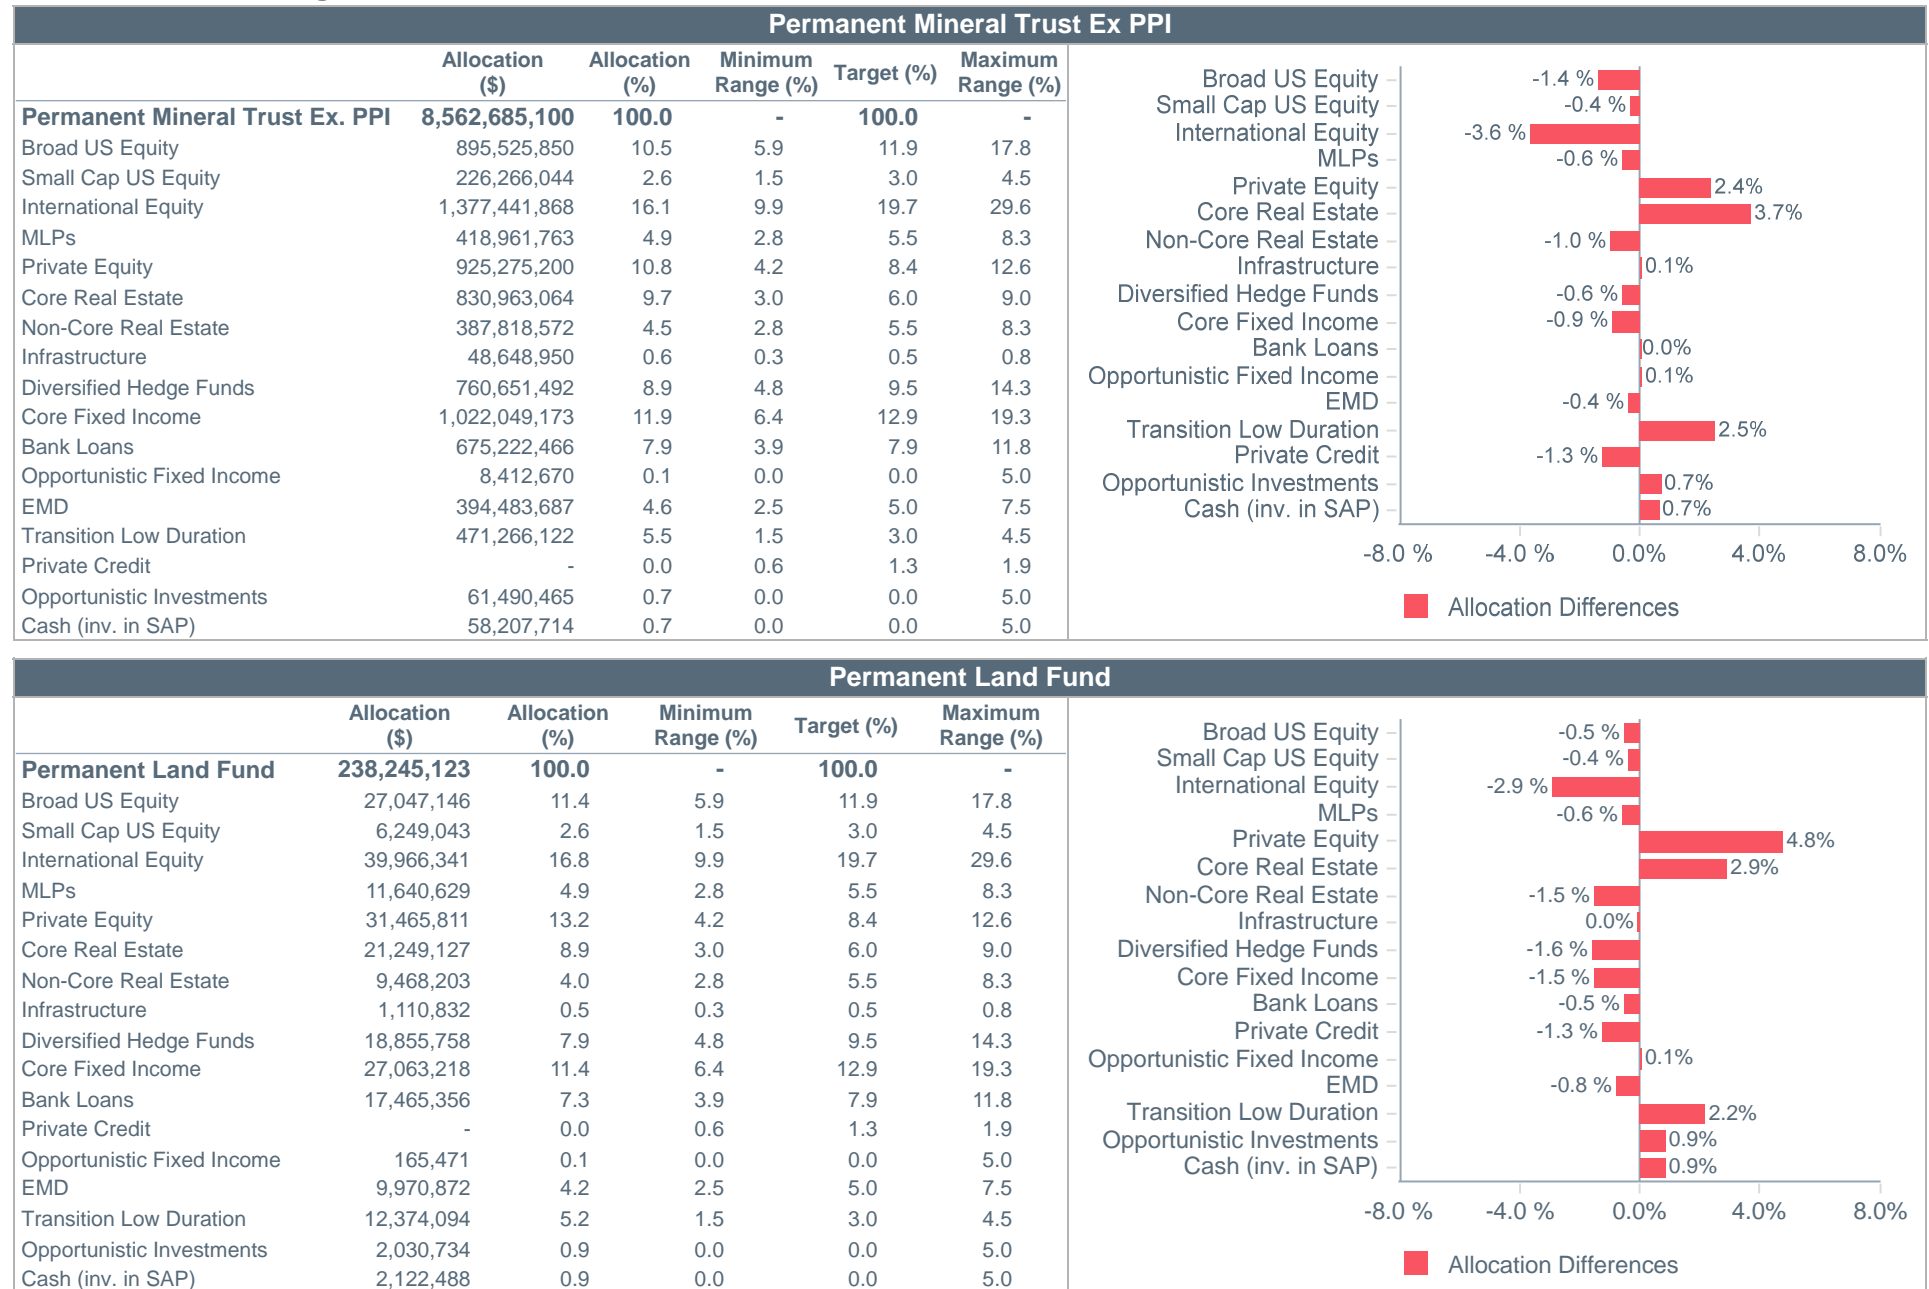 Permanent Mineral Trust Ex PPI
Allocation ($) Allocation (%) Minimum Range (%) Target (%) Maximum Range (%)
Permanent Mineral Trust Ex. PPI 8,562,685,100 100.0 - 100.0 -
Broad US Equity 895,525,850 10.5 5.9 11.9 17.8
Small Cap US Equity 226,266,044 2.6 1.5 3.0 4.5
International Equity 1,377,441,868 16.1 9.9 19.7 29.6
MLPs 418,961,763 4.9 2.8 5.5 8.3
Private Equity 925,275,200 10.8 4.2 8.4 12.6
Core Real Estate 830,963,064 9.7 3.0 6.0 9.0
Non-Core Real Estate 387,818,572 4.5 2.8 5.5 8.3
Infrastructure 48,648,950 0.6 0.3 0.5 0.8
Diversified Hedge Funds 760,651,492 8.9 4.8 9.5 14.3
Core Fixed Income 1,022,049,173 11.9 6.4 12.9 19.3
Bank Loans 675,222,466 7.9 3.9 7.9 11.8
Opportunistic Fixed Income 8,412,670 0.1 0.0 0.0 5.0
EMD 394,483,687 4.6 2.5 5.0 7.5
Transition Low Duration 471,266,122 5.5 1.5 3.0 4.5
Private Credit - 0.0 0.6 1.3 1.9
Opportunistic Investments 61,490,465 0.7 0.0 0.0 5.0
Cash (inv. in SAP) 58,207,714 0.7 0.0 0.0 5.0
Broad US Equity -1.4 %
Small Cap US Equity -0.4 %
International Equity -3.6 %
MLPs -0.6 %
Private Equity 2.4%
Core Real Estate 3.7%
Non-Core Real Estate -1.0 %
Infrastructure 0.1%
Diversified Hedge Funds -0.6 %
Core Fixed Income -0.9 %
Bank Loans 0.0%
Opportunistic Fixed Income 0.1%
EMD -0.4 %
Transition Low Duration 2.5%
Private Credit -1.3 %
Opportunistic Investments 0.7%
Cash (inv. in SAP) 0.7%
-8.0 % -4.0 % 0.0% 4.0% 8.0%
Allocation Differences
Permanent Land Fund
Allocation ($) Allocation (%) Minimum Range (%) Target (%) Maximum Range (%)
Permanent Land Fund 238,245,123 100.0 - 100.0 -
Broad US Equity 27,047,146 11.4 5.9 11.9 17.8
Small Cap US Equity 6,249,043 2.6 1.5 3.0 4.5
International Equity 39,966,341 16.8 9.9 19.7 29.6
MLPs 11,640,629 4.9 2.8 5.5 8.3
Private Equity 31,465,811 13.2 4.2 8.4 12.6
Core Real Estate 21,249,127 8.9 3.0 6.0 9.0
Non-Core Real Estate 9,468,203 4.0 2.8 5.5 8.3
Infrastructure 1,110,832 0.5 0.3 0.5 0.8
Diversified Hedge Funds 18,855,758 7.9 4.8 9.5 14.3
Core Fixed Income 27,063,218 11.4 6.4 12.9 19.3
Bank Loans 17,465,356 7.3 3.9 7.9 11.8
Private Credit - 0.0 0.6 1.3 1.9
Opportunistic Fixed Income 165,471 0.1 0.0 0.0 5.0
EMD 9,970,872 4.2 2.5 5.0 7.5
Transition Low Duration 12,374,094 5.2 1.5 3.0 4.5
Opportunistic Investments 2,030,734 0.9 0.0 0.0 5.0
Cash (inv. in SAP) 2,122,488 0.9 0.0 0.0 5.0
Broad US Equity -0.5 %
Small Cap US Equity -0.4 %
International Equity -2.9 %
MLPs -0.6 %
Private Equity 4.8%
Core Real Estate 2.9%
Non-Core Real Estate -1.5 %
Infrastructure 0.0%
Diversified Hedge Funds -1.6 %
Core Fixed Income -1.5 %
Bank Loans -0.5 %
Private Credit -1.3 %
Opportunistic Fixed Income 0.1%
EMD -0.8 %
Transition Low Duration 2.2%
Opportunistic Investments 0.9%
Cash (inv. in SAP) 0.9%
-8.0 % -4.0 % 0.0% 4.0% 8.0%
Allocation Differences